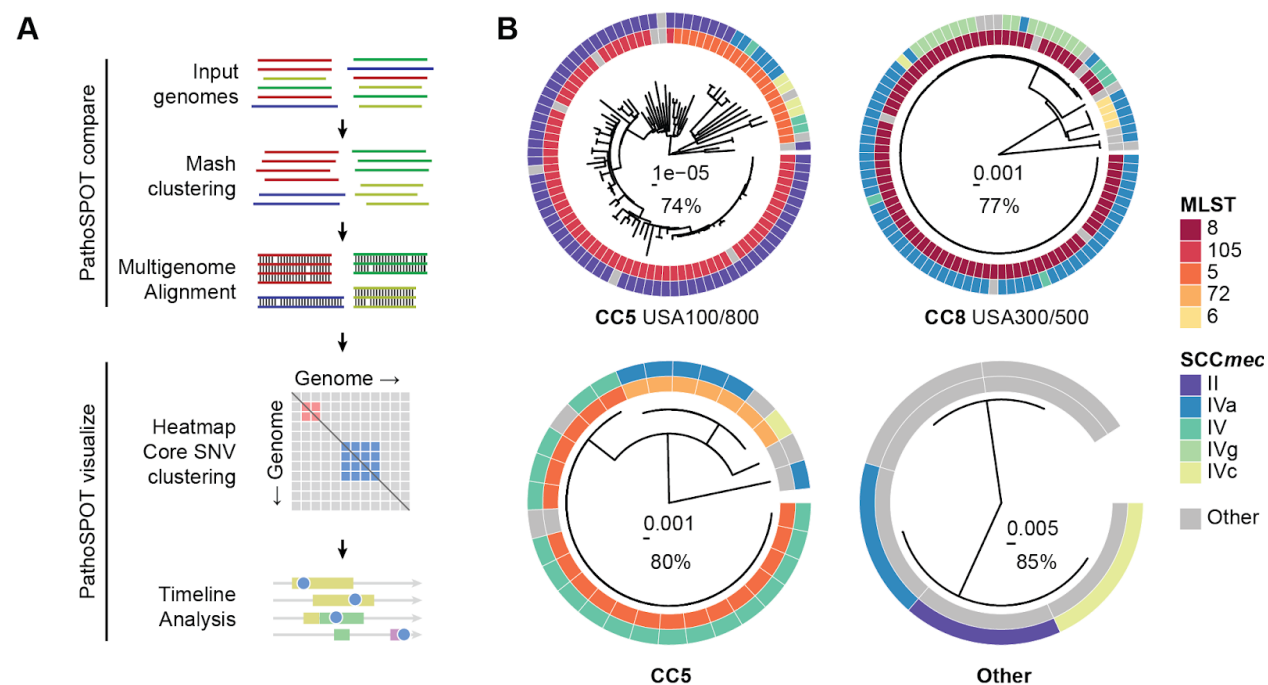 A
PathoSPOT compare
Input
genomes
Mash
clustering
Multigenome
Alignment
PathoSPOT visualize
Genome →
← Genome
Heatmap
Core SNV
clustering
Timeline
Analysis
B
1e−05
74%
CC5 USA100/800
0.001
77%
CC8 USA300/500
0.001
80%
CC5
0.005
85%
Other
MLST
8
105
5
72
6
SCCmec
II
IVa
IV
IVg
IVc
Other